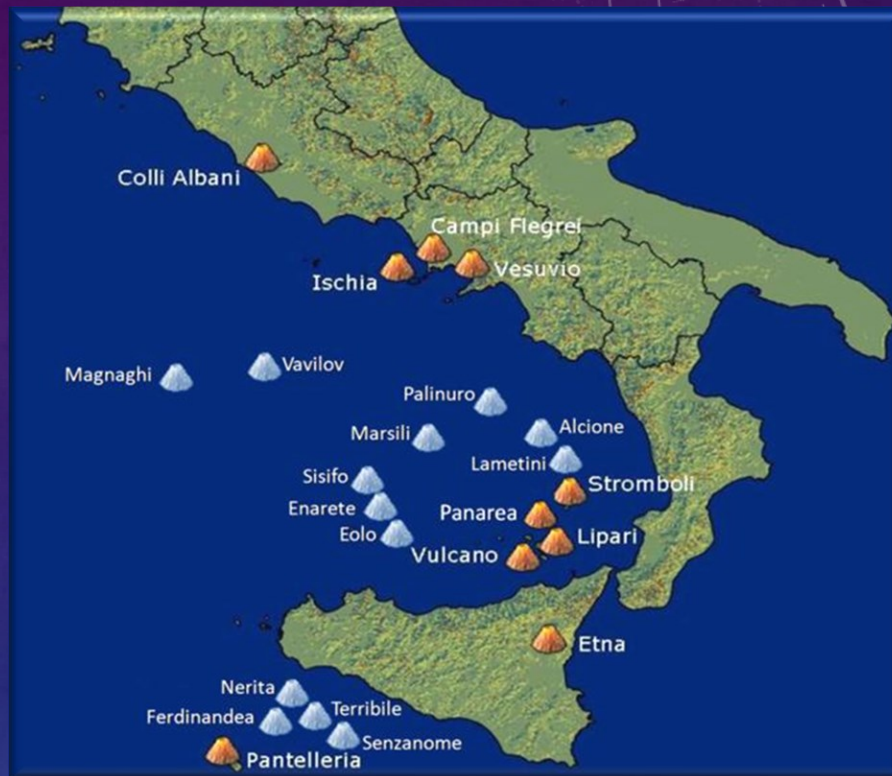 Colli Albani
Campi Flegrei
Ischia
Vesuvio
Magnaghi
Vavilov
Palinuro
Marsili
Alcione
Lametini
Sisifo
Stromboli
Enarete
Panarea
Eolo
Lipari
Vulcano
Etna
Nerita
Ferdinandea
Terribile
Senzanome
Pantelleria